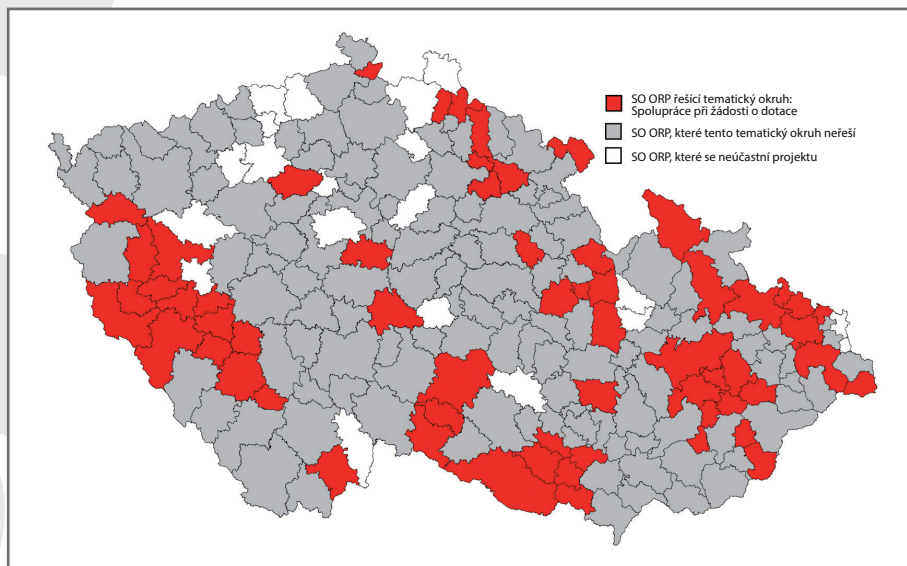 SO ORP řešící tematický okruh:
Spolupráce při žádosti o dotace
SO ORP, které tento tematický okruh neřeší
SO ORP, které se neúčastní projektu